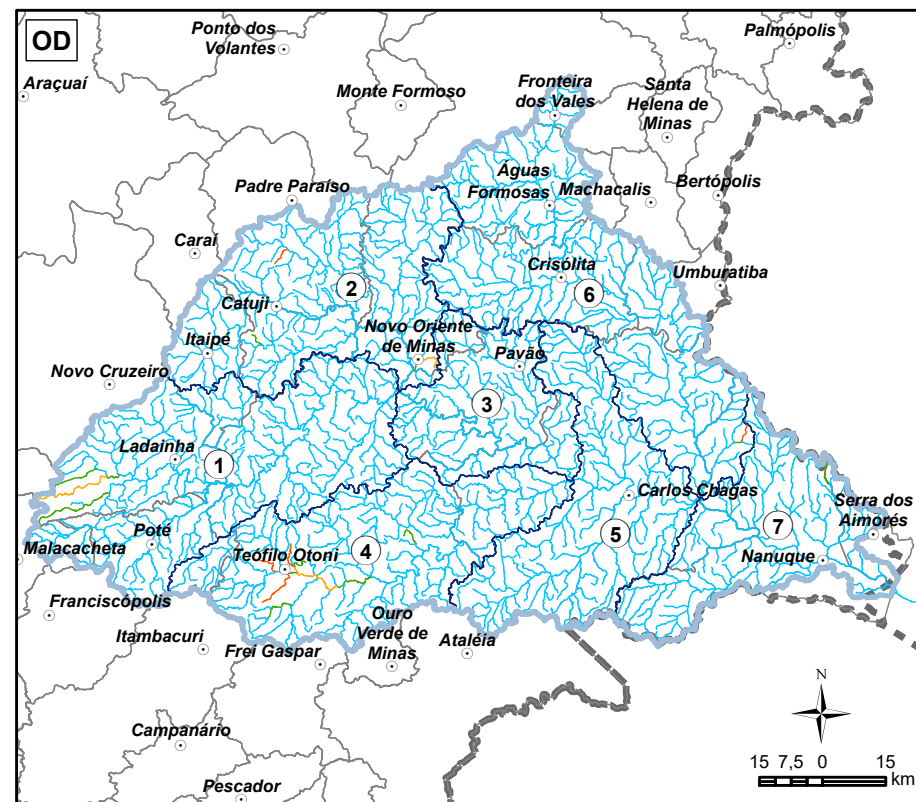 OD
Ponto dos
Volantes
Palmópolis
Araçuaí
Monte Formoso
Fronteira
dos Vales
Santa
Helena de
Minas
Padre Paraíso
Águas
Formosas
Machacalis
Bertópolis
Caraí
Crisólita
Umburatiba
2
6
Catuji
Itaipé
Novo Oriente
de Minas
Pavão
Novo Cruzeiro
3
Ladainha
1
Carlos Chagas
Serra dos
Aimorés
Malacacheta
Poté
Teófilo Otoni
4
5
7
Nanuque
Franciscópolis
Itambacuri
Frei Gaspar
Ouro
Verde de
Minas
Ataléia
N
Campanário
Pescador
15 7,5 0 15
km